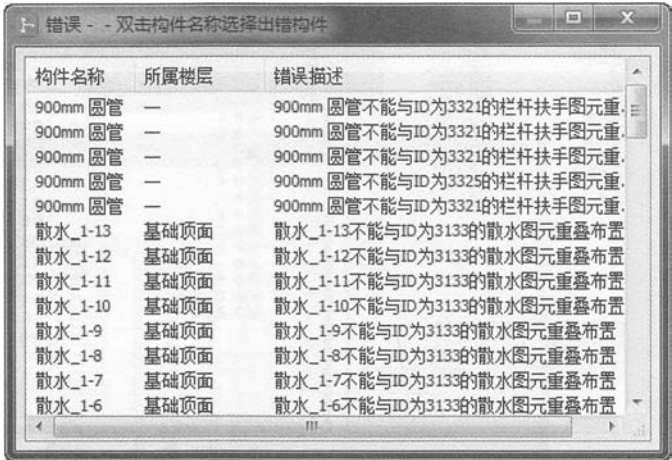 错误 - - 双击构件名称选择出错构件
构件名称 所属楼层 错误描述
900mm 圆管 — 900mm 圆管不能与ID为3321的栏杆扶手图元重.
900mm 圆管 — 900mm 圆管不能与ID为3321的栏杆扶手图元重.
900mm 圆管 — 900mm 圆管不能与ID为3321的栏杆扶手图元重.
900mm 圆管 — 900mm 圆管不能与ID为3325的栏杆扶手图元重.
900mm 圆管 — 900mm 圆管不能与ID为3321的栏杆扶手图元重.
散水_1-13 基础顶面 散水_1-13不能与ID为3133的散水图元重叠布置
散水_1-12 基础顶面 散水_1-12不能与ID为3133的散水图元重叠布置
散水_1-11 基础顶面 散水_1-11不能与ID为3133的散水图元重叠布置
散水_1-10 基础顶面 散水_1-10不能与ID为3133的散水图元重叠布置
散水_1-9 基础顶面 散水_1-9不能与ID为3133的散水图元重叠布置
散水_1-8 基础顶面 散水_1-8不能与ID为3133的散水图元重叠布置
散水_1-7 基础顶面 散水_1-7不能与ID为3133的散水图元重叠布置
散水_1-6 基础顶面 散水_1-6不能与ID为3133的散水图元重叠布置